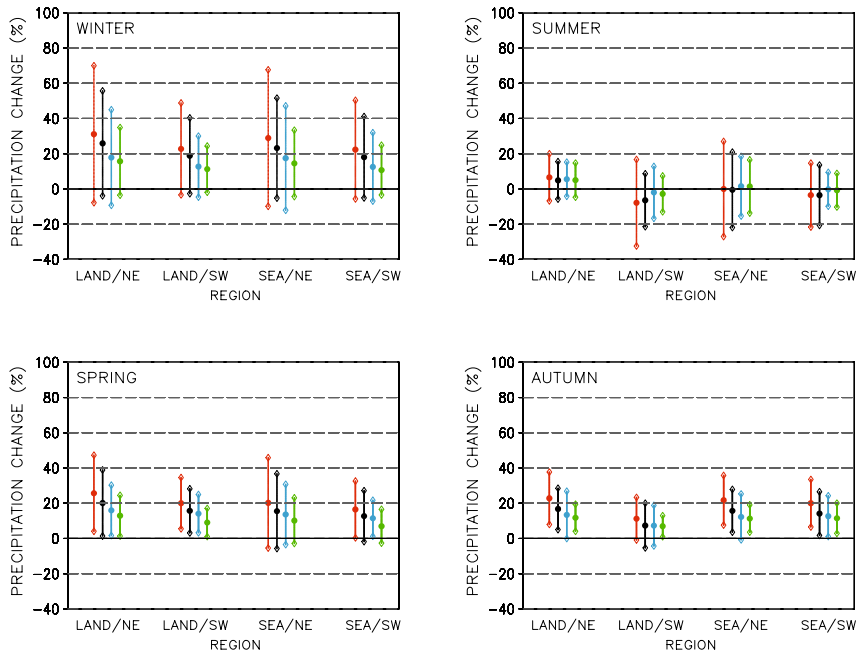 WINTER
PRECIPITATION CHANGE (%)
100
80
60
40
20
0
−20
−40
LAND/NE LAND/SW SEA/NE SEA/SW
REGION
SUMMER
PRECIPITATION CHANGE (%)
100
80
60
40
20
0
−20
−40
LAND/NE LAND/SW SEA/NE SEA/SW
REGION
SPRING
PRECIPITATION CHANGE (%)
100
80
60
40
20
0
−20
−40
LAND/NE LAND/SW SEA/NE SEA/SW
REGION
AUTUMN
PRECIPITATION CHANGE (%)
100
80
60
40
20
0
−20
−40
LAND/NE LAND/SW SEA/NE SEA/SW
REGION